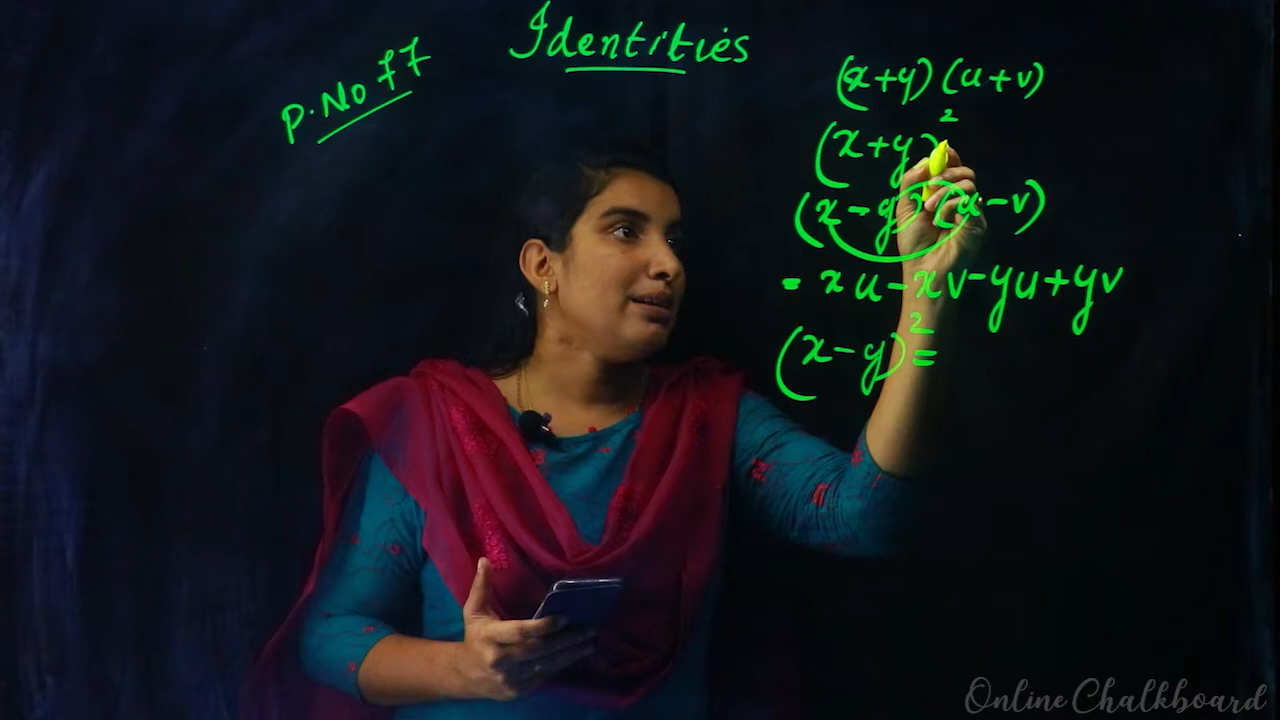 Identities
P.No 77
(x+y)(u+v)
(x+y)²
(x-y)(u-v)
= xu-xv-yu+yv
(x-y)²=
Online Chalkboard